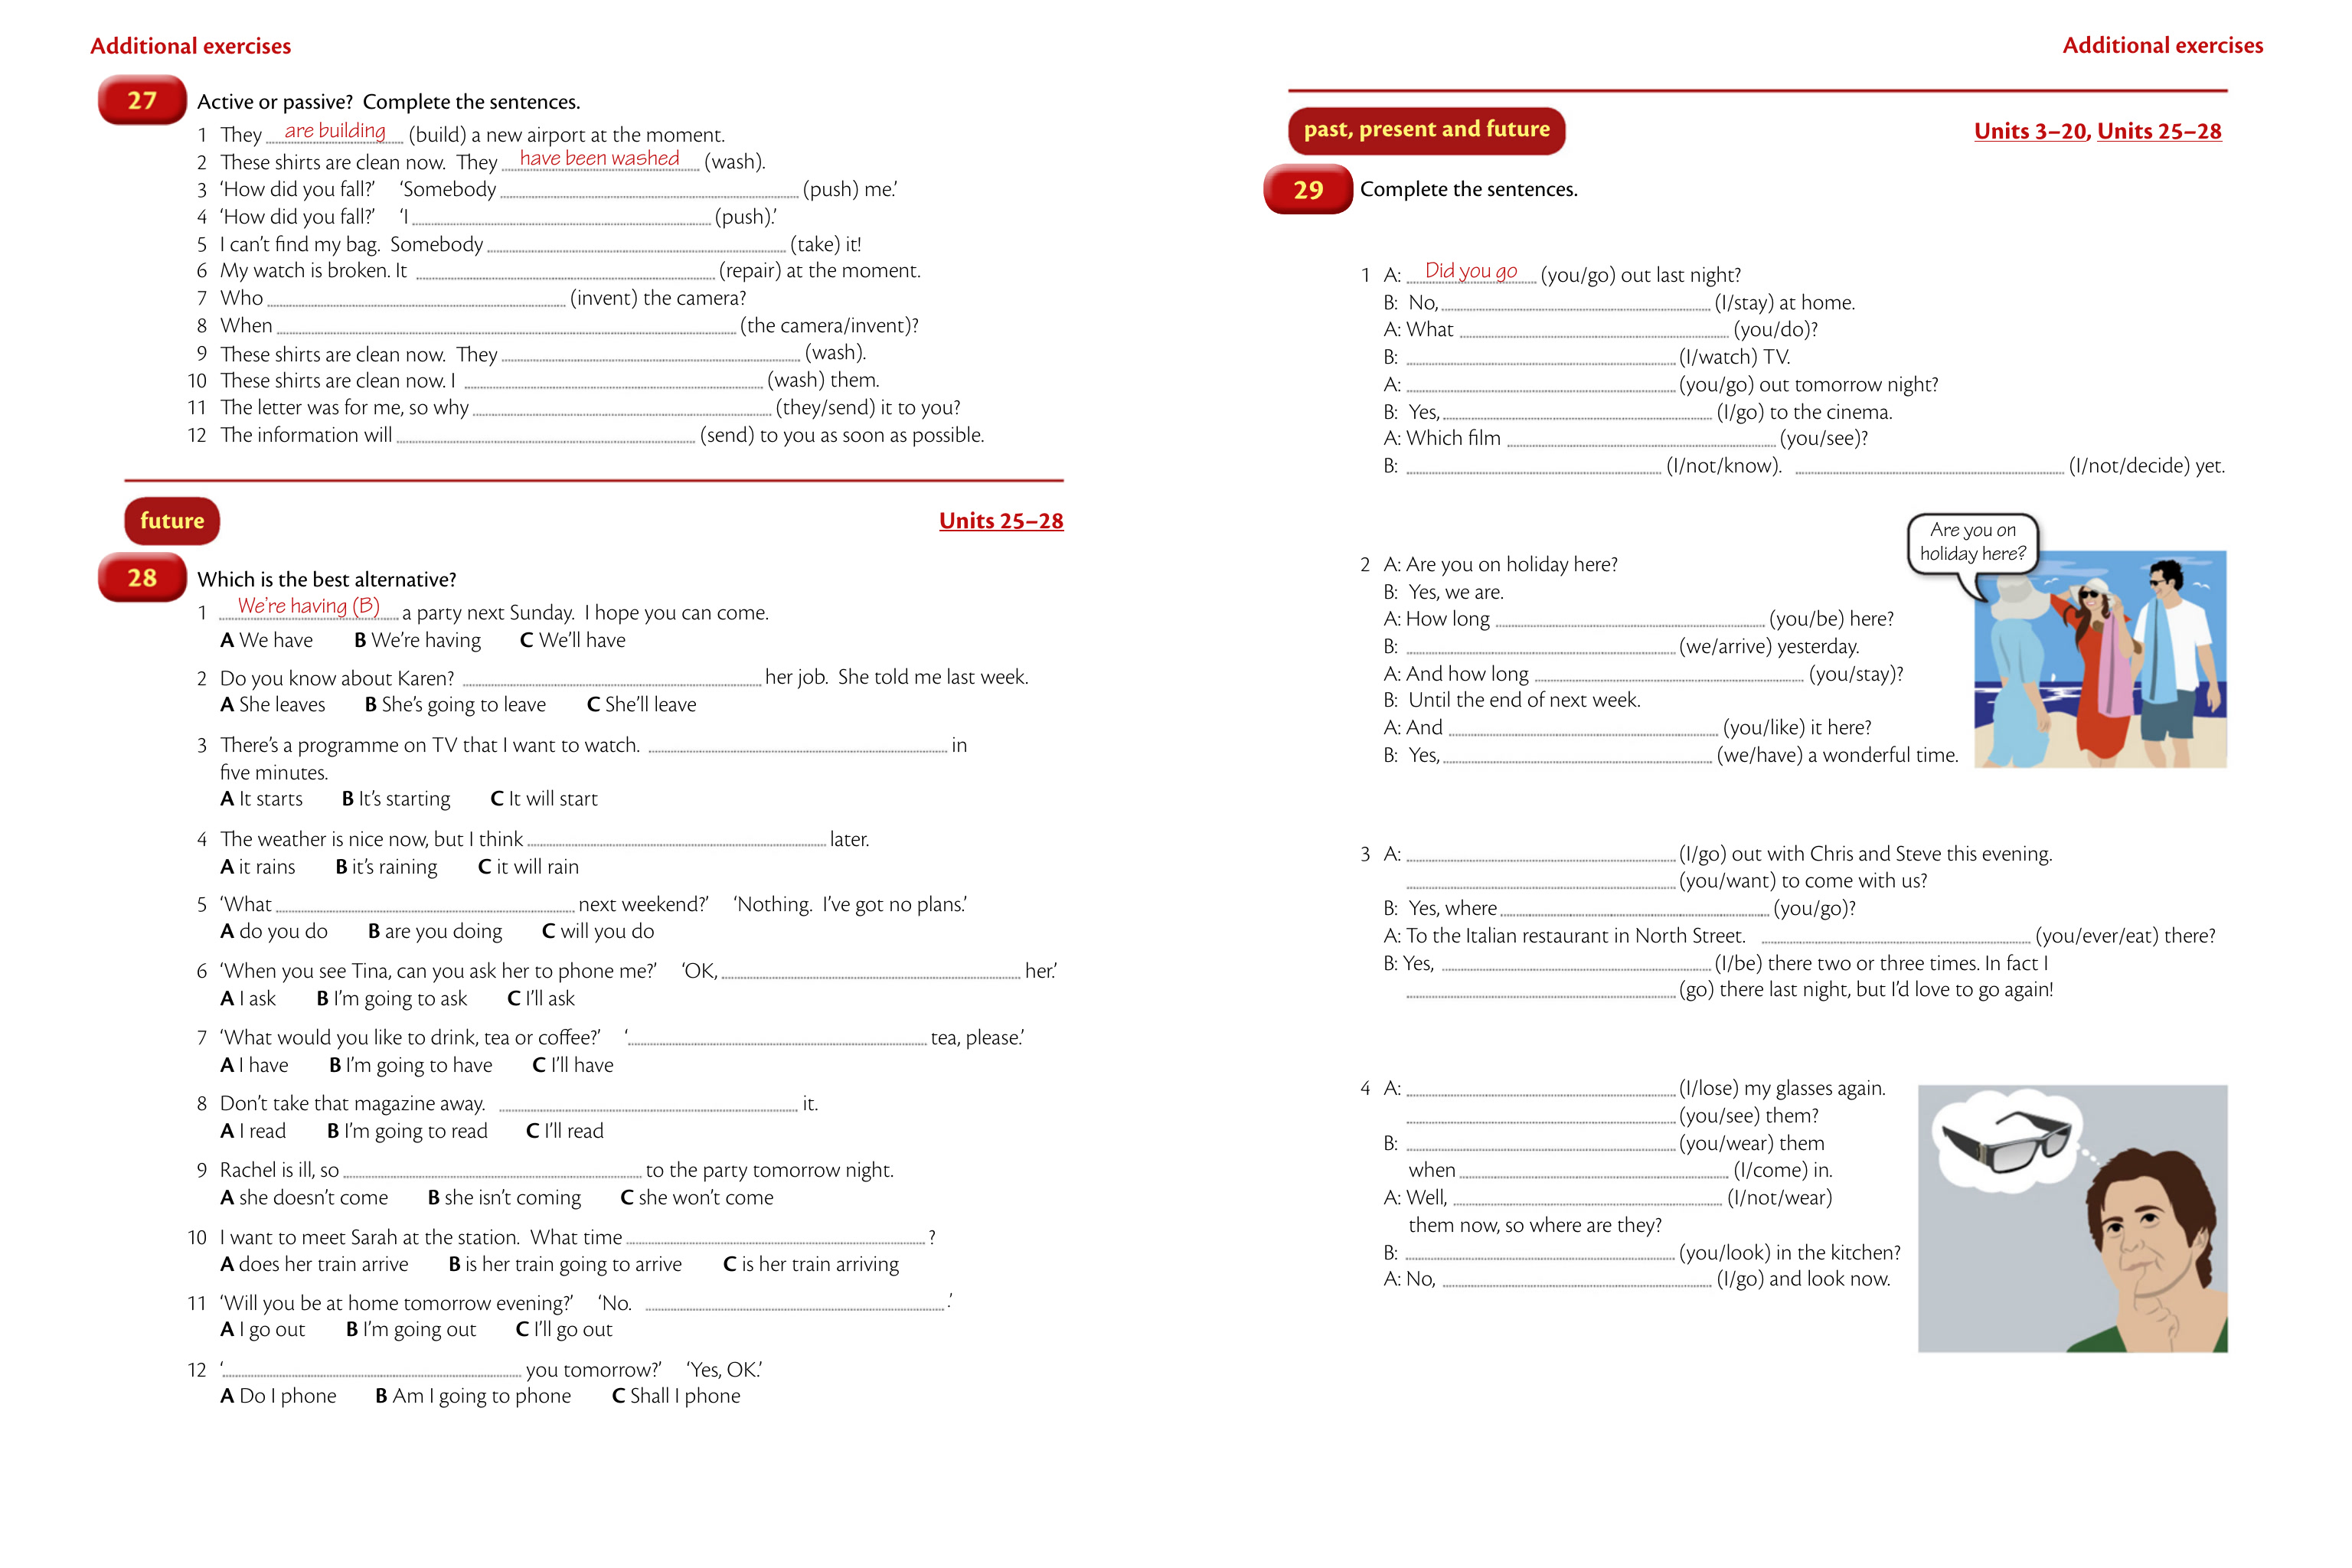 Additional exercises
27 Active or passive? Complete the sentences.
1 They are building (build) a new airport at the moment.
2 These shirts are clean now. They have been washed (wash).
3 ‘How did you fall?’ ‘Somebody (push) me.’
4 ‘How did you fall?’ ‘I (push).’
5 I can’t find my bag. Somebody (take) it!
6 My watch is broken. It (repair) at the moment.
7 Who (invent) the camera?
8 When (the camera/invent)?
9 These shirts are clean now. They (wash).
10 These shirts are clean now. I (wash) them.
11 The letter was for me, so why (they/send) it to you?
12 The information will (send) to you as soon as possible.
future Units 25–28
28 Which is the best alternative?
1 We’re having (B) a party next Sunday. I hope you can come.
A We have B We’re having C We’ll have
2 Do you know about Karen? her job. She told me last week.
A She leaves B She’s going to leave C She’ll leave
3 There’s a programme on TV that I want to watch. in
five minutes.
A It starts B It’s starting C It will start
4 The weather is nice now, but I think later.
A it rains B it’s raining C it will rain
5 ‘What next weekend?’ ‘Nothing. I’ve got no plans.’
A do you do B are you doing C will you do
6 ‘When you see Tina, can you ask her to phone me?’ ‘OK, her.’
A I ask B I’m going to ask C I’ll ask
7 ‘What would you like to drink, tea or coffee?’ ‘ tea, please.’
A I have B I’m going to have C I’ll have
8 Don’t take that magazine away. it.
A I read B I’m going to read C I’ll read
9 Rachel is ill, so to the party tomorrow night.
A she doesn’t come B she isn’t coming C she won’t come
10 I want to meet Sarah at the station. What time ?
A does her train arrive B is her train going to arrive C is her train arriving
11 ‘Will you be at home tomorrow evening?’ ‘No. .’
A I go out B I’m going out C I’ll go out
12 ‘ you tomorrow?’ ‘Yes, OK.’
A Do I phone B Am I going to phone C Shall I phone
Additional exercises
past, present and future Units 3–20, Units 25–28
29 Complete the sentences.
1 A: Did you go (you/go) out last night?
B: No, (I/stay) at home.
A: What (you/do)?
B: (I/watch) TV.
A: (you/go) out tomorrow night?
B: Yes, (I/go) to the cinema.
A: Which film (you/see)?
B: (I/not/know). (I/not/decide) yet.
Are you on
holiday here?
2 A: Are you on holiday here?
B: Yes, we are.
A: How long (you/be) here?
B: (we/arrive) yesterday.
A: And how long (you/stay)?
B: Until the end of next week.
A: And (you/like) it here?
B: Yes, (we/have) a wonderful time.
3 A: (I/go) out with Chris and Steve this evening.
(you/want) to come with us?
B: Yes, where (you/go)?
A: To the Italian restaurant in North Street. (you/ever/eat) there?
B: Yes, (I/be) there two or three times. In fact I
(go) there last night, but I’d love to go again!
4 A: (I/lose) my glasses again.
(you/see) them?
B: (you/wear) them
when (I/come) in.
A: Well, (I/not/wear)
them now, so where are they?
B: (you/look) in the kitchen?
A: No, (I/go) and look now.